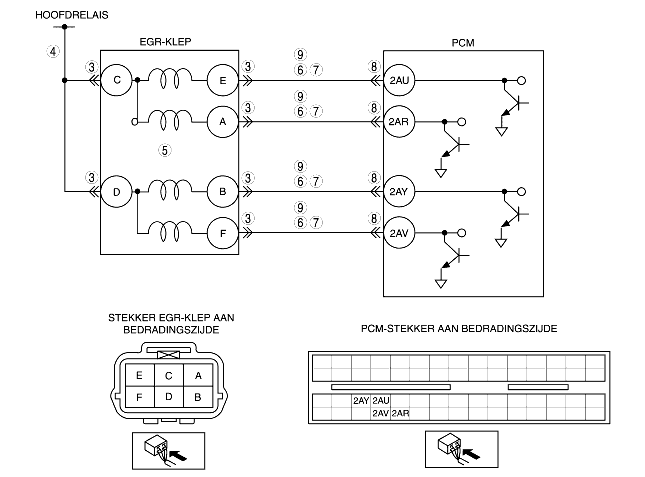 HOOFDRELAIS
EGR-KLEP
PCM
4
3
C
E
3
9
6 7
8
2AU
A
3
9
6 7
8
2AR
5
3
D
B
3
9
6 7
8
2AY
F
3
9
6 7
8
2AV
STEKKER EGR-KLEP AAN
BEDRADINGSZIJDE
E C A
F D B
PCM-STEKKER AAN BEDRADINGSZIJDE
2AY 2AU
2AV 2AR